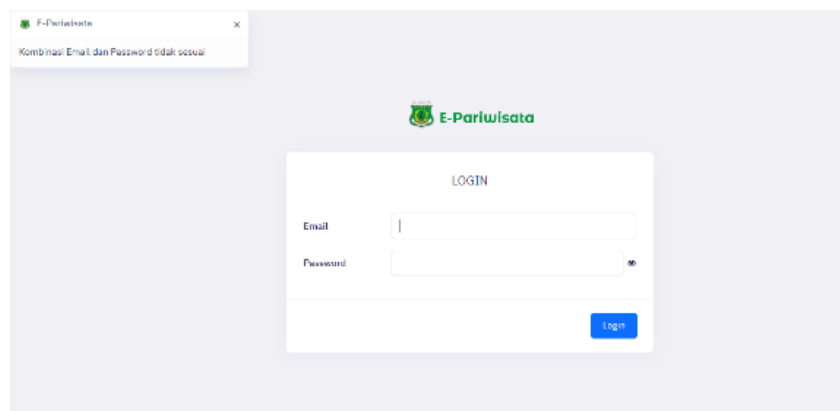 E-Pariwisata ×
Kombinasi Email dan Password tidak sesuai
E-Pariwisata
LOGIN
Email
Password
Login